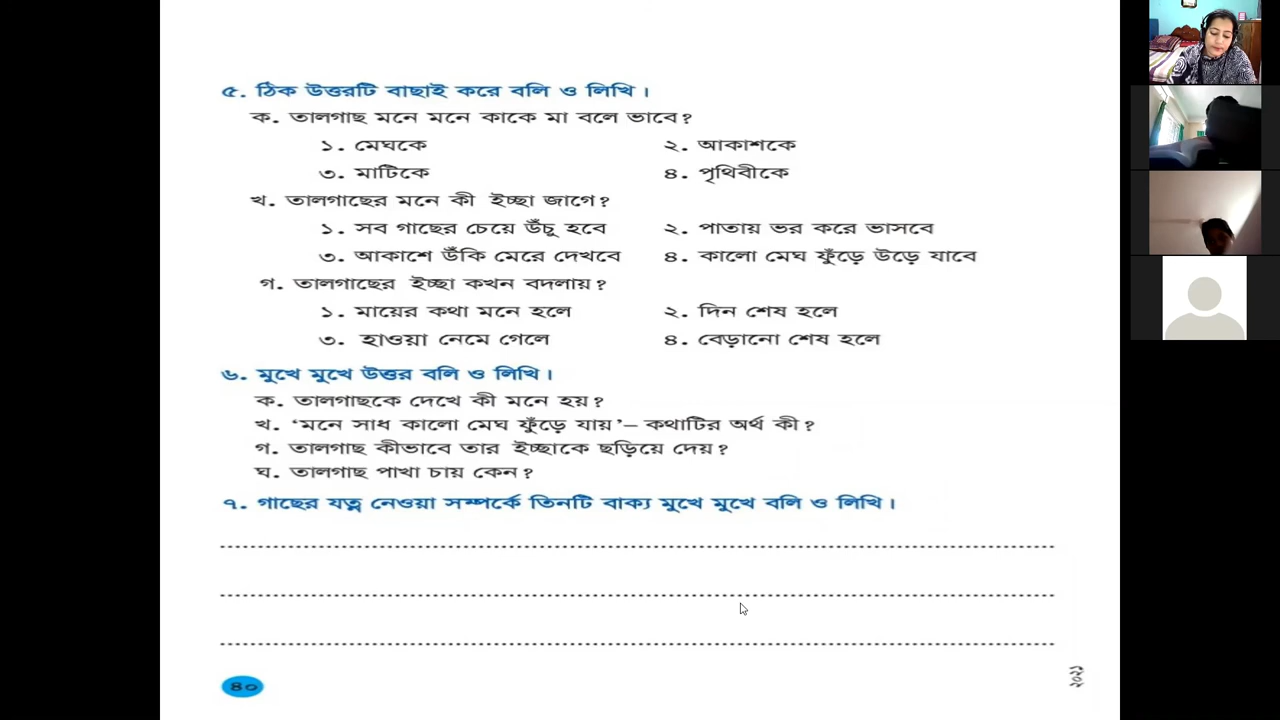 ৫. ঠিক উত্তরটি বাছাই করে বলি ও লিখি।
ক. তালগাছ মনে মনে কাকে মা বলে ভাবে?
১. মেঘকে ২. আকাশকে
৩. মাটিকে ৪. পৃথিবীকে
খ. তালগাছের মনে কী ইচ্ছা জাগে?
১. সব গাছের চেয়ে উঁচু হবে ২. পাতায় ভর করে ভাসবে
৩. আকাশে উঁকি মেরে দেখবে ৪. কালো মেঘ ফুঁড়ে উড়ে যাবে
গ. তালগাছের ইচ্ছা কখন বদলায়?
১. মায়ের কথা মনে হলে ২. দিন শেষ হলে
৩. হাওয়া নেমে গেলে ৪. বেড়ানো শেষ হলে
৬. মুখে মুখে উত্তর বলি ও লিখি।
ক. তালগাছকে দেখে কী মনে হয়?
খ. ‘মনে সাধ কালো মেঘ ফুঁড়ে যায়’– কথাটির অর্থ কী?
গ. তালগাছ কীভাবে তার ইচ্ছাকে ছড়িয়ে দেয়?
ঘ. তালগাছ পাখা চায় কেন?
৭. গাছের যত্ন নেওয়া সম্পর্কে তিনটি বাক্য মুখে মুখে বলি ও লিখি।
৪০
২০২১